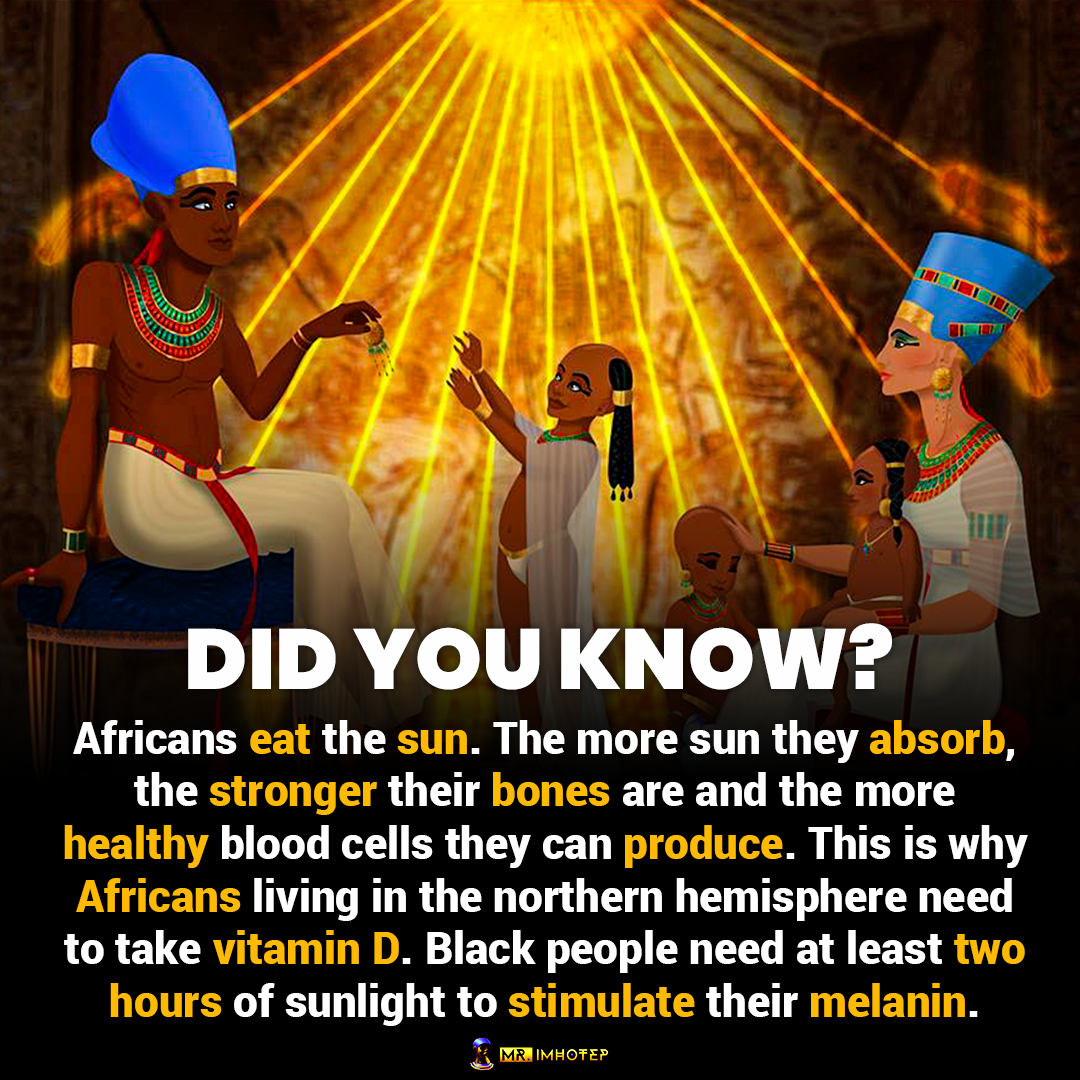 DID YOU KNOW?
Africans eat the sun. The more sun they absorb,
the stronger their bones are and the more
healthy blood cells they can produce. This is why
Africans living in the northern hemisphere need
to take vitamin D. Black people need at least two
hours of sunlight to stimulate their melanin.
MR. IMHOTEP